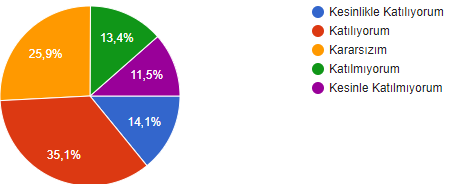 Kesinlikle Katılıyorum
Katılıyorum
Kararsızım
Katılmıyorum
Kesinle Katılmıyorum
13,4%
25,9%
11,5%
14,1%
35,1%